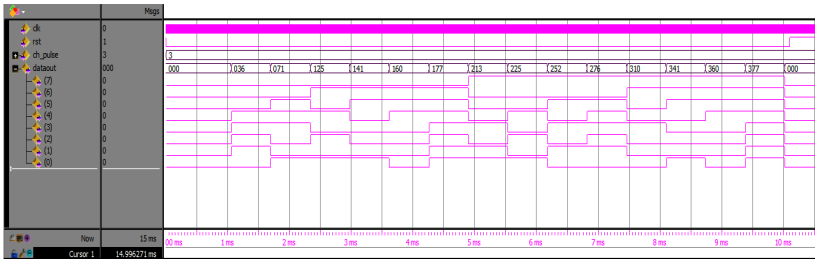 Msgs
clk 0
rst 1
ch_pulse 3 3
dataout 000 000 036 071 125 141 160 177 213 225 252 276 310 341 360 377 000
(7) 0
(6) 0
(5) 0
(4) 0
(3) 0
(2) 0
(1) 0
(0) 0
Now 15 ms 00 ms 1 ms 2 ms 3 ms 4 ms 5 ms 6 ms 7 ms 8 ms 9 ms 10 ms
Cursor 1 14.996271 ms